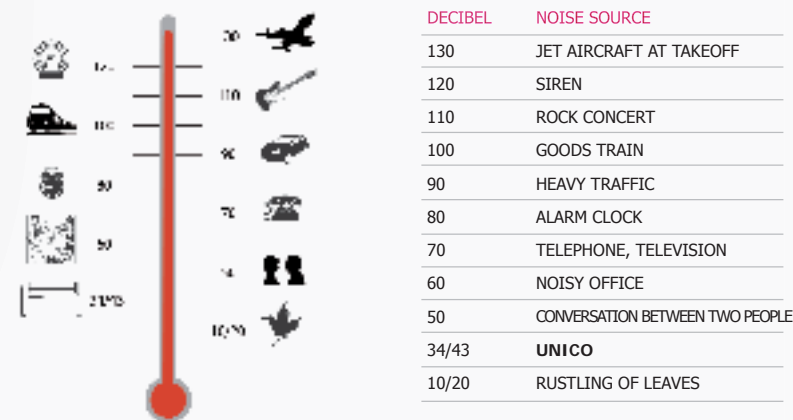 110
100
90
70
10/20
DECIBEL NOISE SOURCE
130 JET AIRCRAFT AT TAKEOFF
120 SIREN
110 ROCK CONCERT
100 GOODS TRAIN
90 HEAVY TRAFFIC
80 ALARM CLOCK
70 TELEPHONE, TELEVISION
60 NOISY OFFICE
50 CONVERSATION BETWEEN TWO PEOPLE
34/43 UNICO
10/20 RUSTLING OF LEAVES